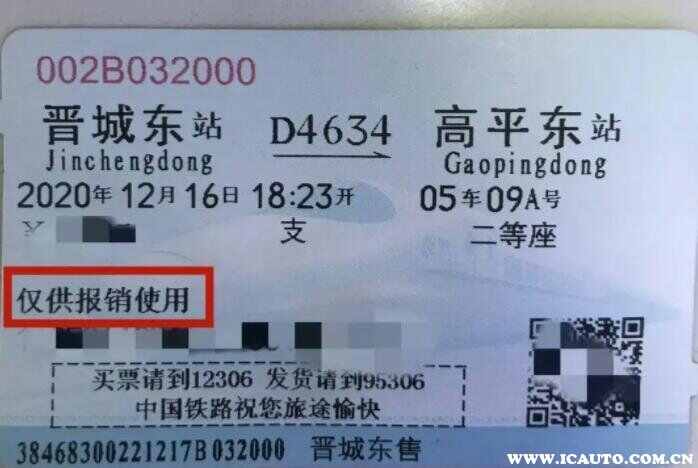 002B032000
晋城东站 D4634 高平东站
Jinchengdong Gaopingdong
2020年12月16日18:23开 05车09A号
¥ 支 二等座
仅供报销使用
买票请到12306 发货请到95306
中国铁路祝您旅途愉快
38468300221217B032000 晋城东售
WWW.ICAUTO.COM.CN